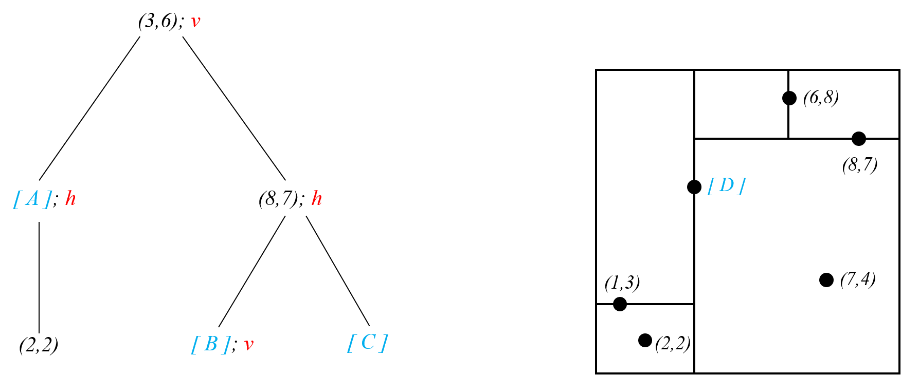 (3,6); v
[ A ]; h
(8,7); h
(2,2)
[ B ]; v
[ C ]
(6,8)
(8,7)
[ D ]
(7,4)
(1,3)
(2,2)